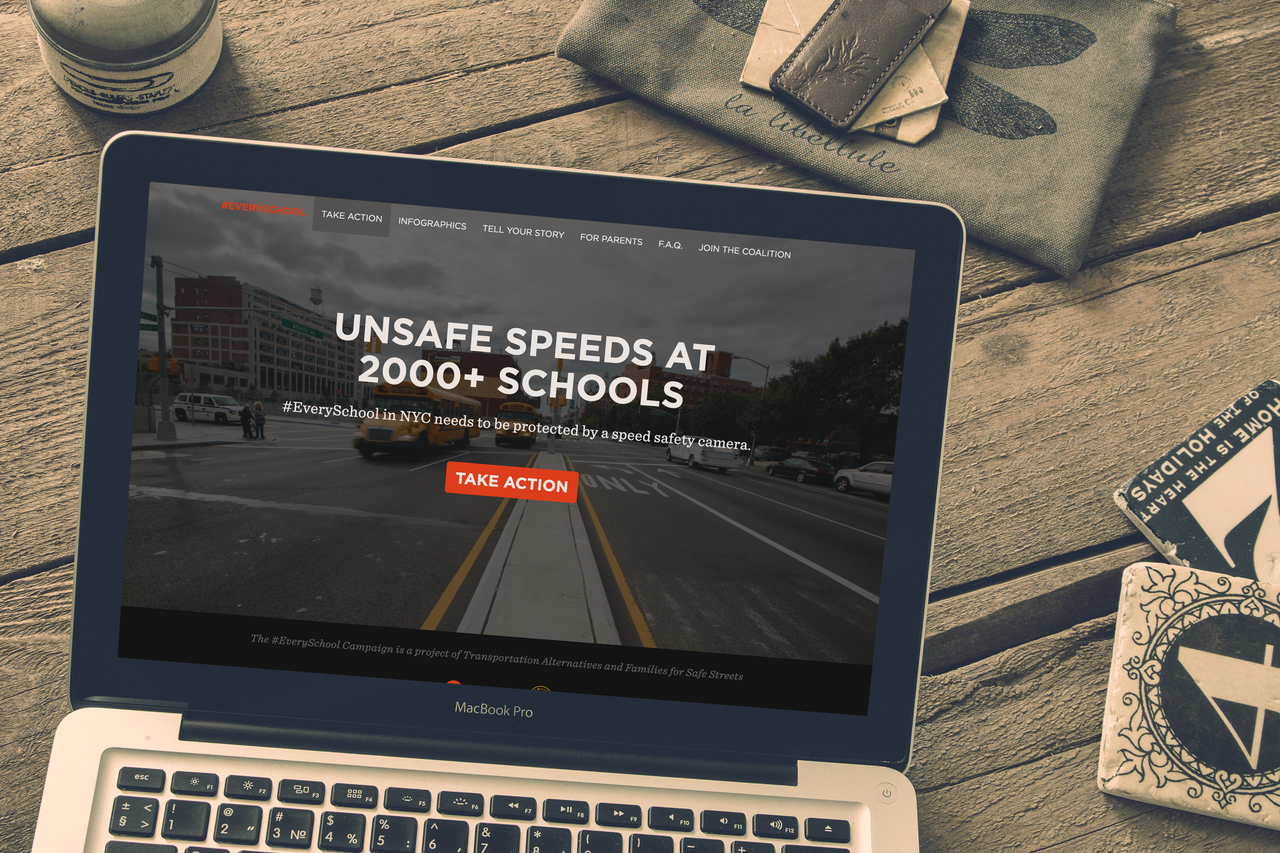 la libellule
#EVERYSCHOOL
TAKE ACTION
INFOGRAPHICS
TELL YOUR STORY
FOR PARENTS
F.A.Q.
JOIN THE COALITION
UNSAFE SPEEDS AT
2000+ SCHOOLS
#EverySchool in NYC needs to be protected by a speed safety camera.
TAKE ACTION
ONLY
The #EverySchool Campaign is a project of Transportation Alternatives and Families for Safe Streets
MacBook Pro
HOME IS THE HEART
OF THE HOLIDAYS
esc F1 F2 F3 F4 F5 F6 F7 F8 F9 F10 F11 F12
± § < > ! 1 @ 2 " # 3 № $ 4 % % 5 : ^ 6 , & 7 * 8 ( ) _ +